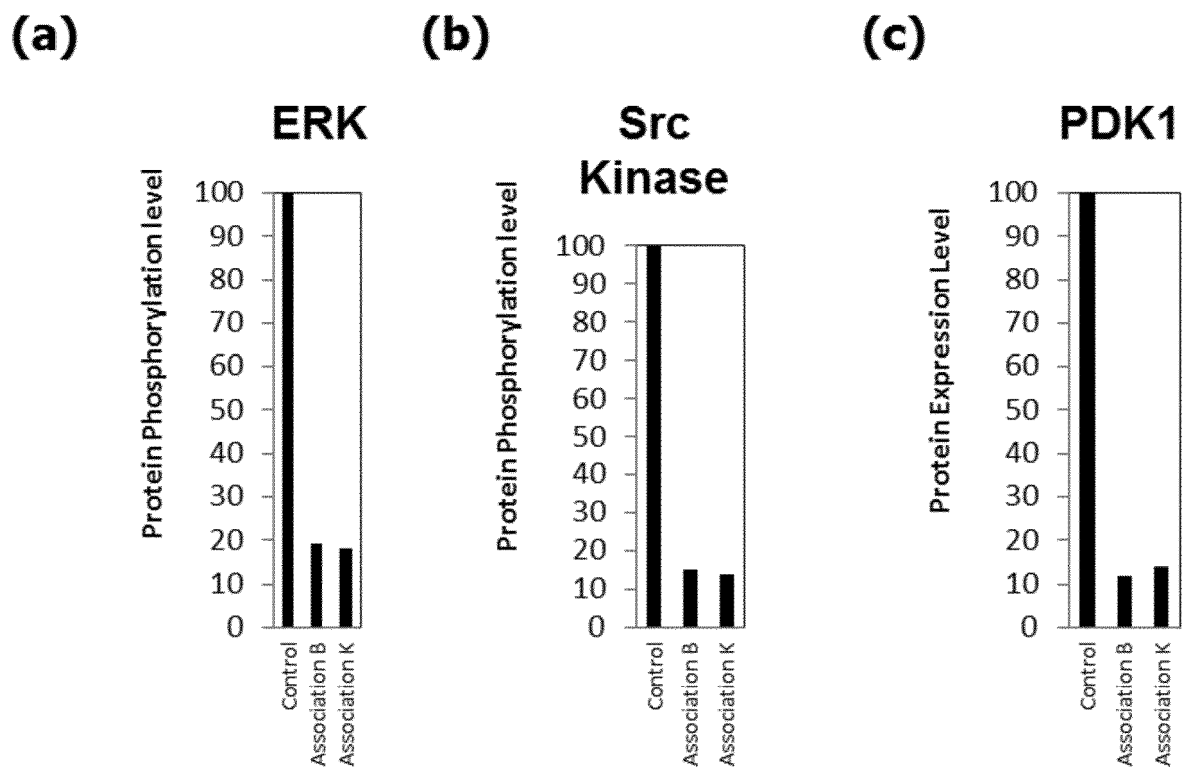 (a)
ERK
Protein Phosphorylation level
100
90
80
70
60
50
40
30
20
10
0
Control
Association B
Association K
(b)
Src
Kinase
Protein Phosphorylation level
100
90
80
70
60
50
40
30
20
10
0
Control
Association B
Association K
(c)
PDK1
Protein Expression Level
100
90
80
70
60
50
40
30
20
10
0
Control
Association B
Association K